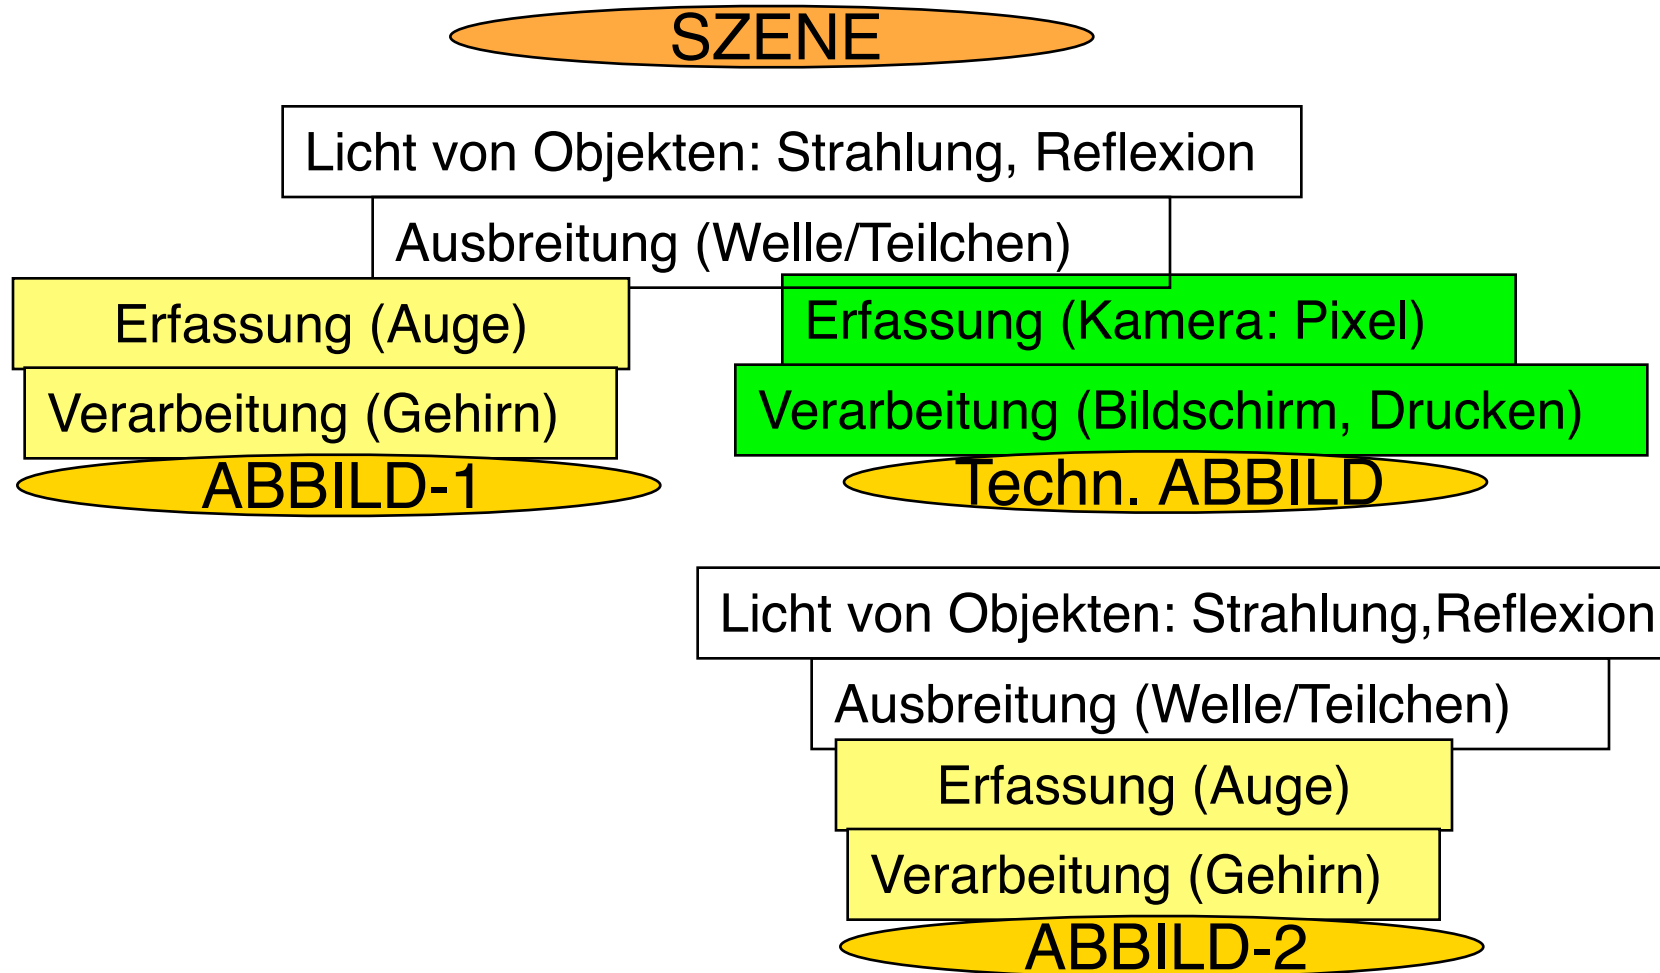 SZENE
Licht von Objekten: Strahlung, Reflexion
Ausbreitung (Welle/Teilchen)
Erfassung (Auge)
Verarbeitung (Gehirn)
ABBILD-1
Erfassung (Kamera: Pixel)
Verarbeitung (Bildschirm, Drucken)
Techn. ABBILD
Licht von Objekten: Strahlung,Reflexion
Ausbreitung (Welle/Teilchen)
Erfassung (Auge)
Verarbeitung (Gehirn)
ABBILD-2